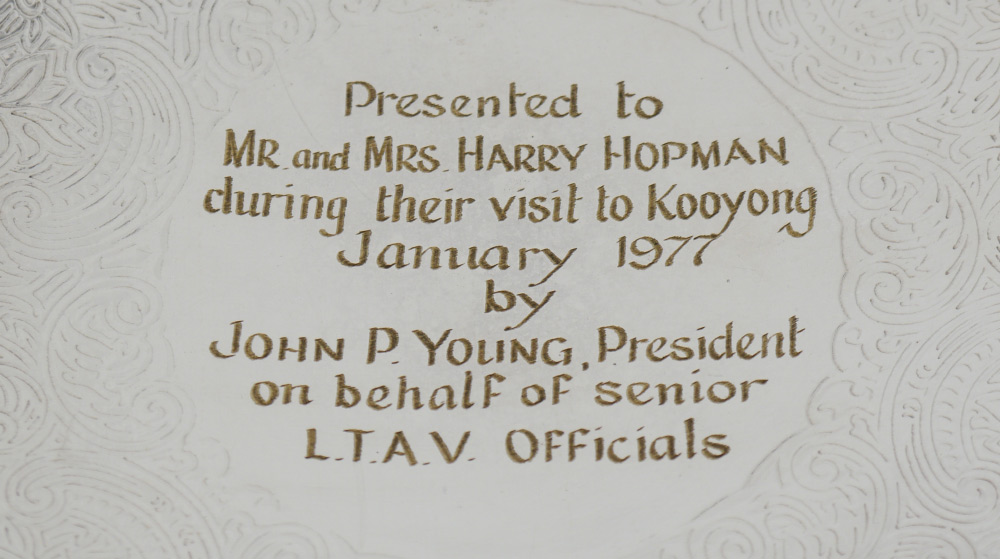 Presented to
MR. and MRS. HARRY HOPMAN
during their visit to Kooyong
January 1977
by
JOHN P. YOUNG, President
on behalf of senior
L.T.A.V. Officials